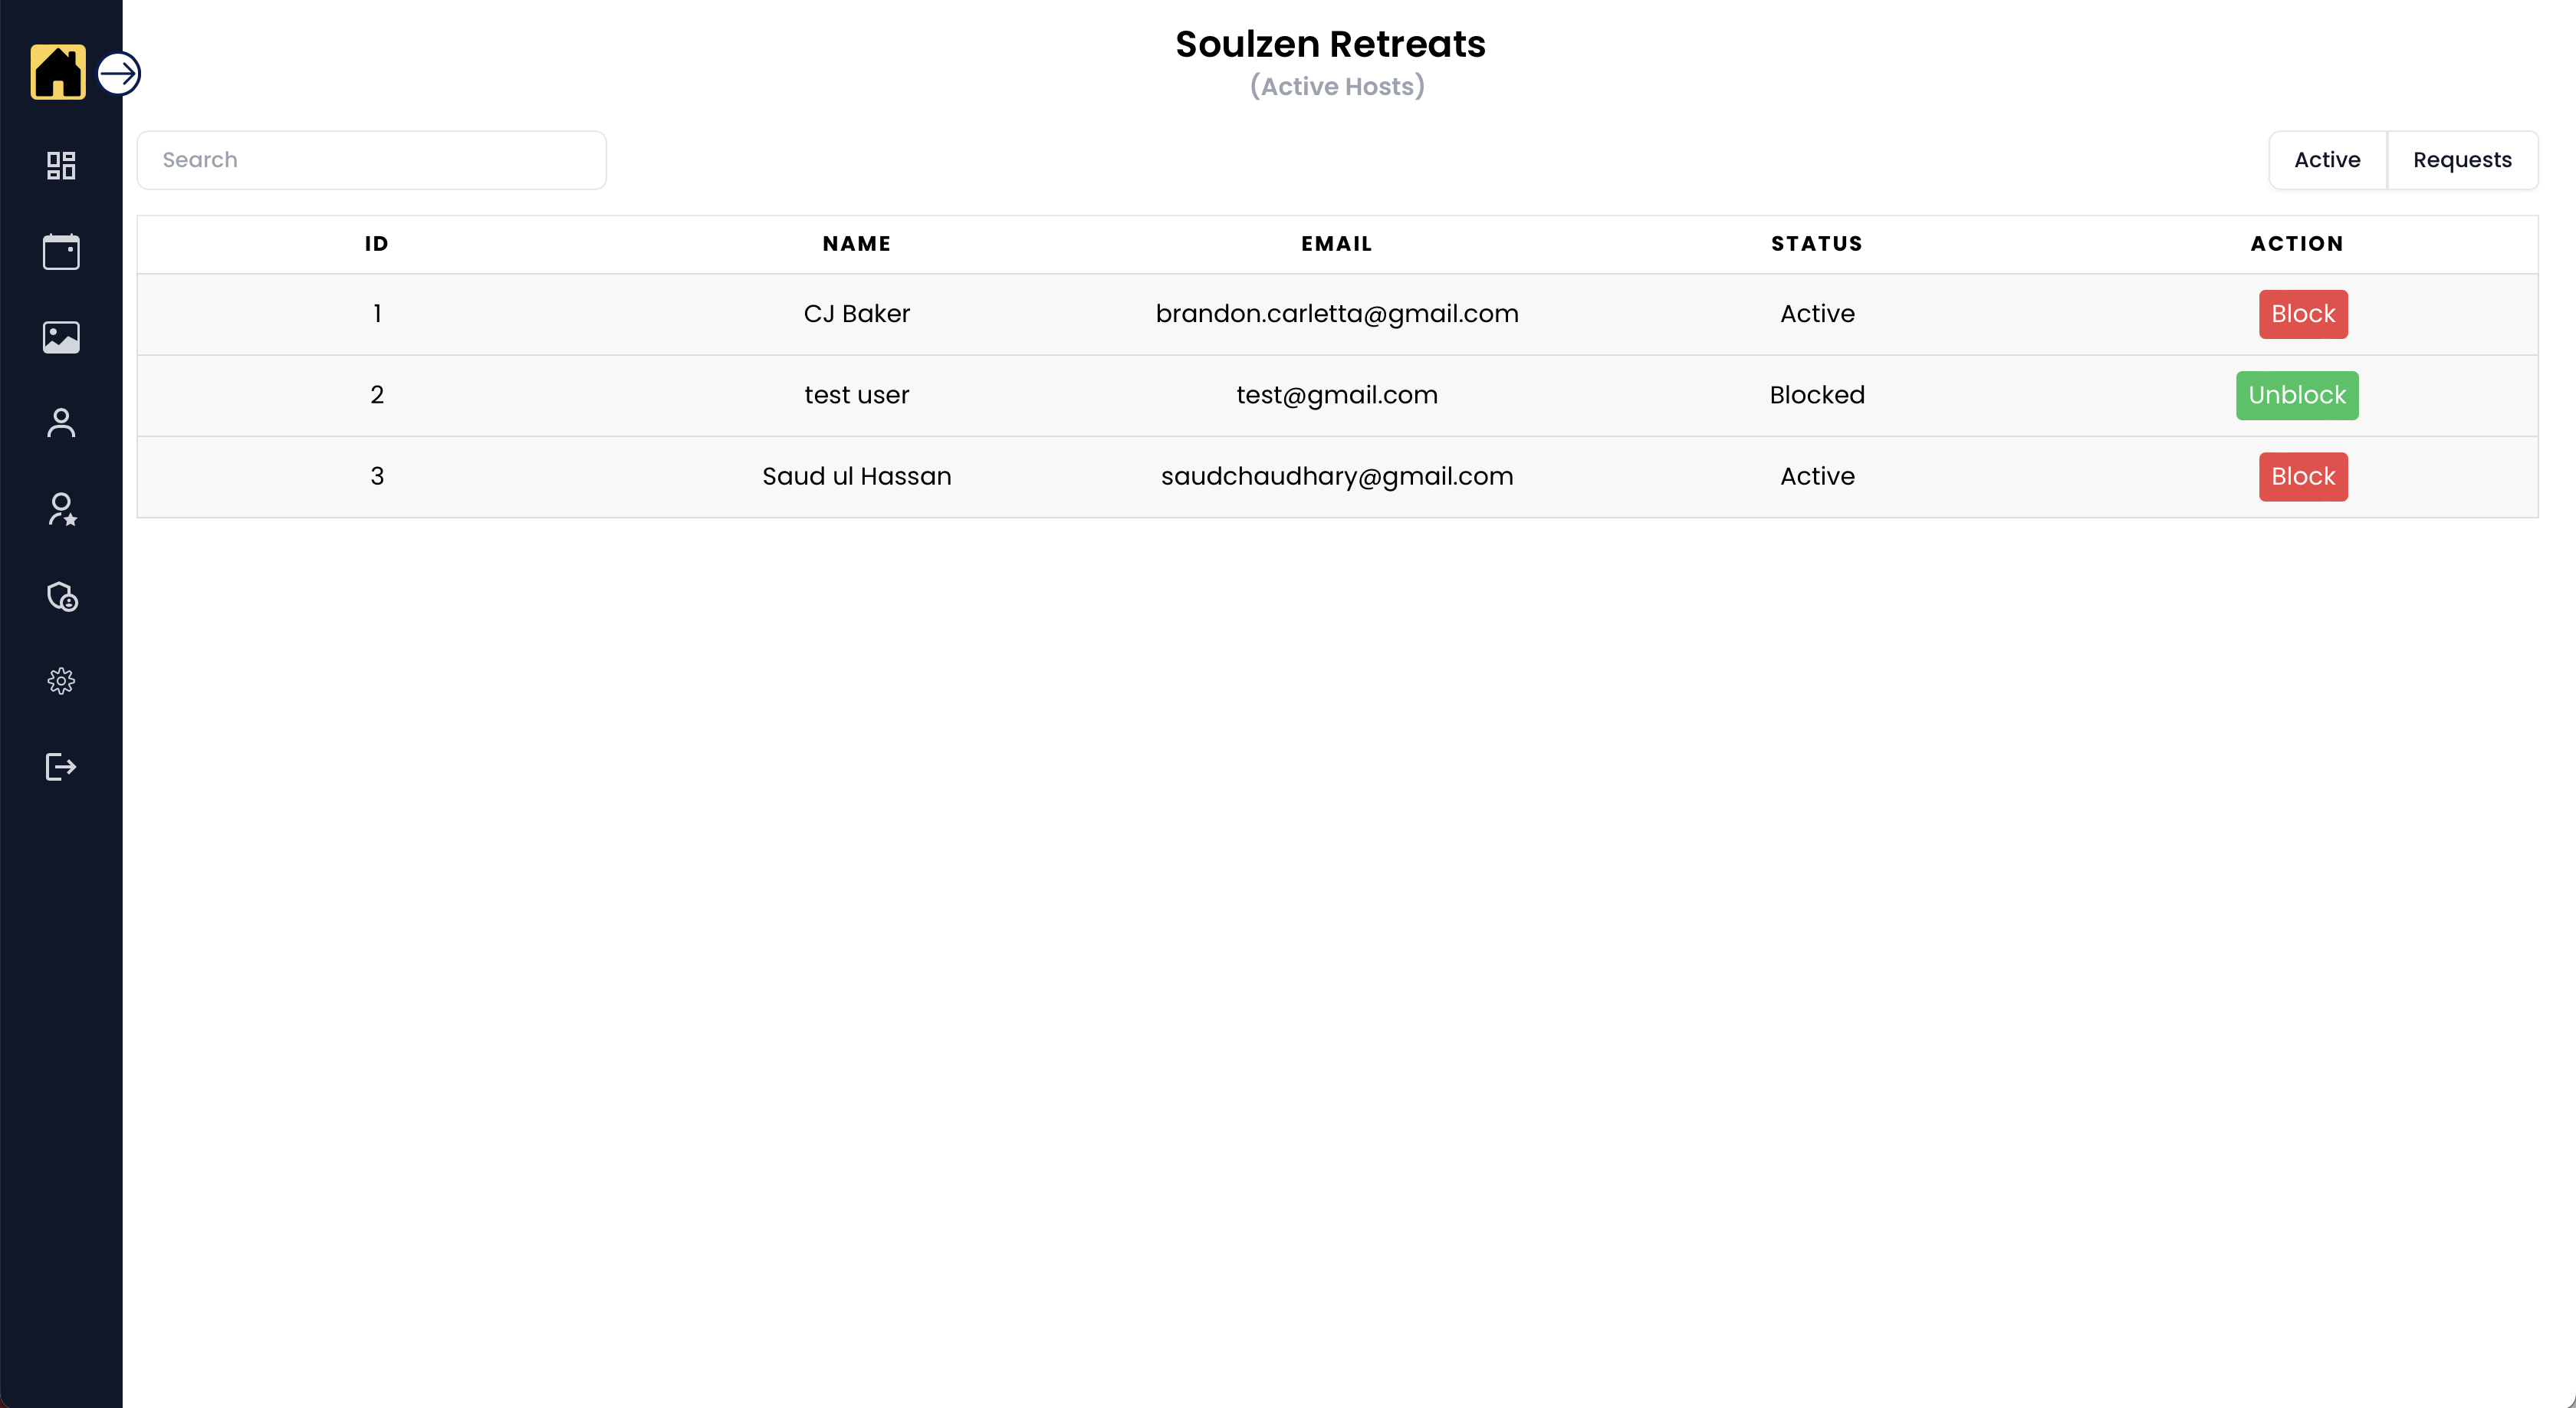 Soulzen Retreats
(Active Hosts)
Search
Active Requests
ID NAME EMAIL STATUS ACTION
1 CJ Baker brandon.carletta@gmail.com Active Block
2 test user test@gmail.com Blocked Unblock
3 Saud ul Hassan saudchaudhary@gmail.com Active Block